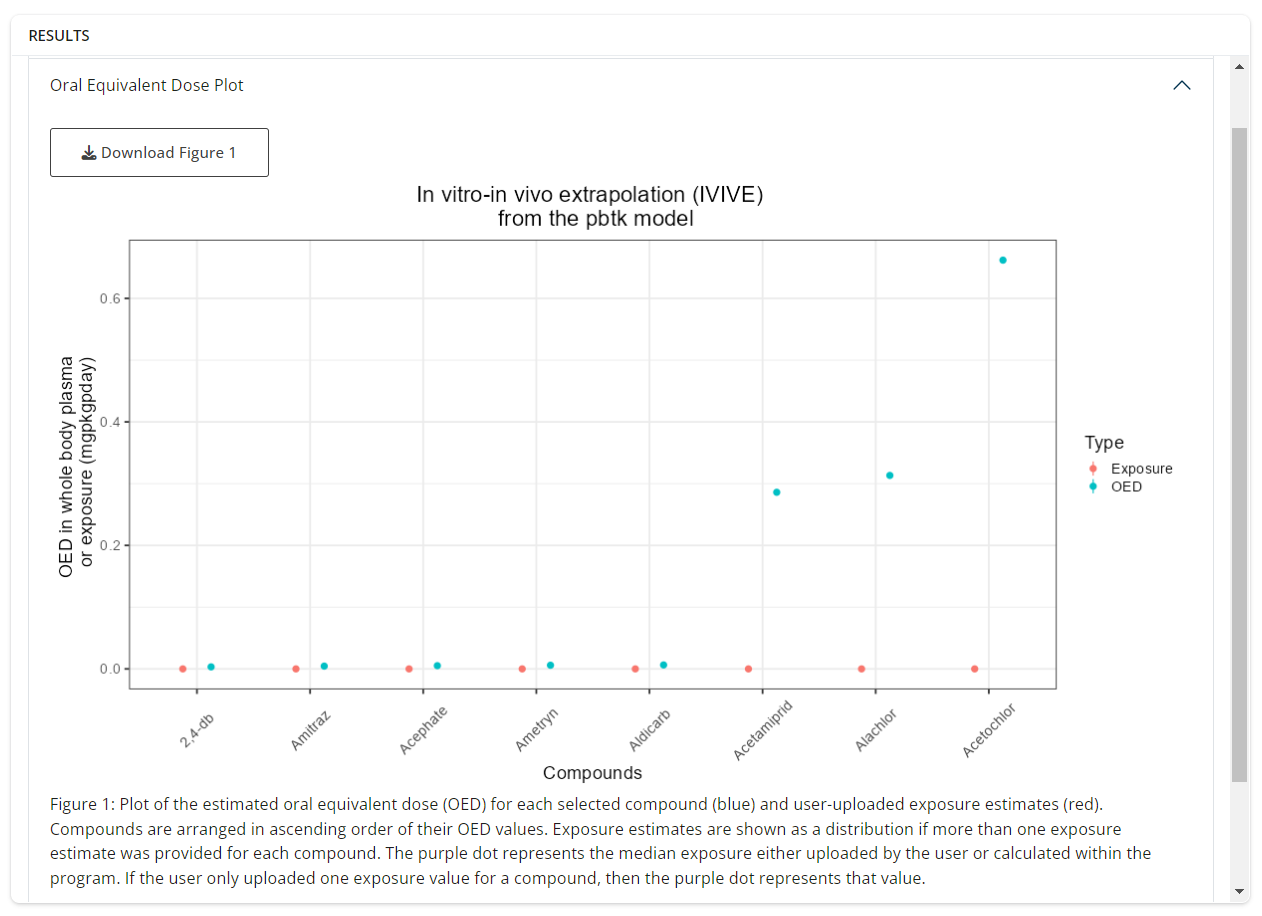 RESULTS
Oral Equivalent Dose Plot
Download Figure 1
In vitro-in vivo extrapolation (IVIVE)
from the pbtk model
OED in whole body plasma
or exposure (mgpkgpday)
0.6
0.4
0.2
0.0
Type
Exposure
OED
2,4-db
Amitraz
Acephate
Ametryn
Aldicarb
Acetamiprid
Alachlor
Acetochlor
Compounds
Figure 1: Plot of the estimated oral equivalent dose (OED) for each selected compound (blue) and user-uploaded exposure estimates (red).
Compounds are arranged in ascending order of their OED values. Exposure estimates are shown as a distribution if more than one exposure
estimate was provided for each compound. The purple dot represents the median exposure either uploaded by the user or calculated within the
program. If the user only uploaded one exposure value for a compound, then the purple dot represents that value.